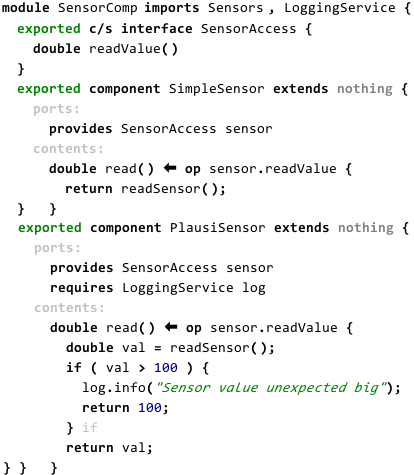 module SensorComp imports Sensors , LoggingService {
exported c/s interface SensorAccess {
double readValue()
}
exported component SimpleSensor extends nothing {
ports:
provides SensorAccess sensor
contents:
double read() ⬅ op sensor.readValue {
return readSensor();
} }
exported component PlausiSensor extends nothing {
ports:
provides SensorAccess sensor
requires LoggingService log
contents:
double read() ⬅ op sensor.readValue {
double val = readSensor();
if ( val > 100 ) {
log.info("Sensor value unexpected big");
return 100;
} if
return val;
} } }